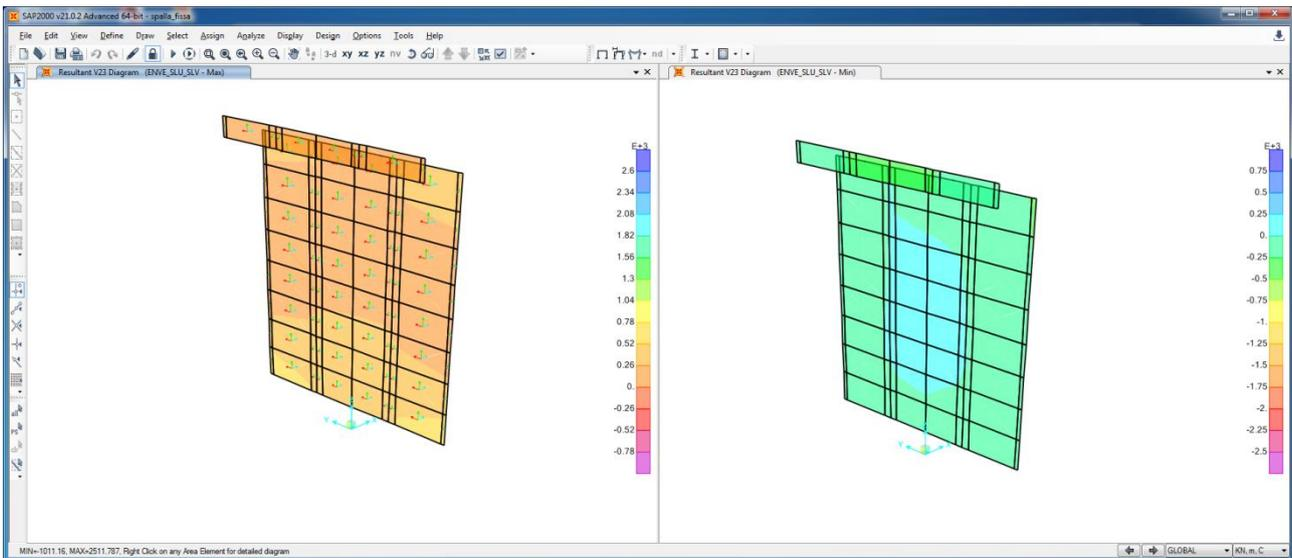 SAP2000 v21.0.2 Advanced 64-bit - spalla_fissa
File Edit View Define Draw Select Assign Analyze Display Design Options Tools Help
3-d xy xz yz nv
nd
Resultant V23 Diagram (ENVE_SLU_SLV - Max)
E+3
2.6
2.34
2.08
1.82
1.56
1.3
1.04
0.78
0.52
0.26
0.
-0.26
-0.52
-0.78
Resultant V23 Diagram (ENVE_SLU_SLV - Min)
E+3
0.75
0.5
0.25
0.
-0.25
-0.5
-0.75
-1.
-1.25
-1.5
-1.75
-2.
-2.25
-2.5
MIN=-1011.16, MAX=2511.787, Right Click on any Area Element for detailed diagram
GLOBAL
KN, m, C